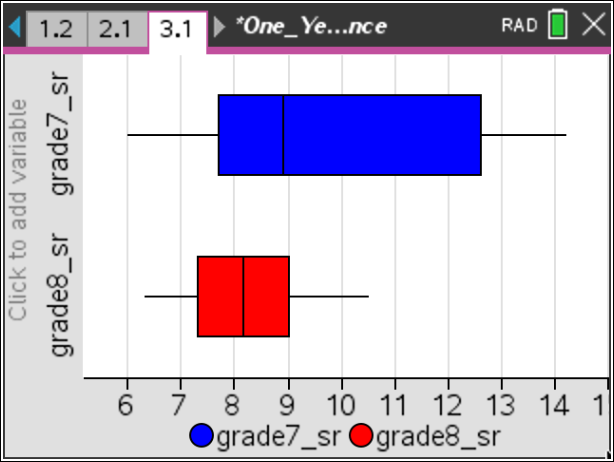 1.2 2.1 3.1 *One_Ye...nce RAD
Click to add variable
grade7_sr
grade8_sr
6 7 8 9 10 11 12 13 14 1
grade7_sr grade8_sr